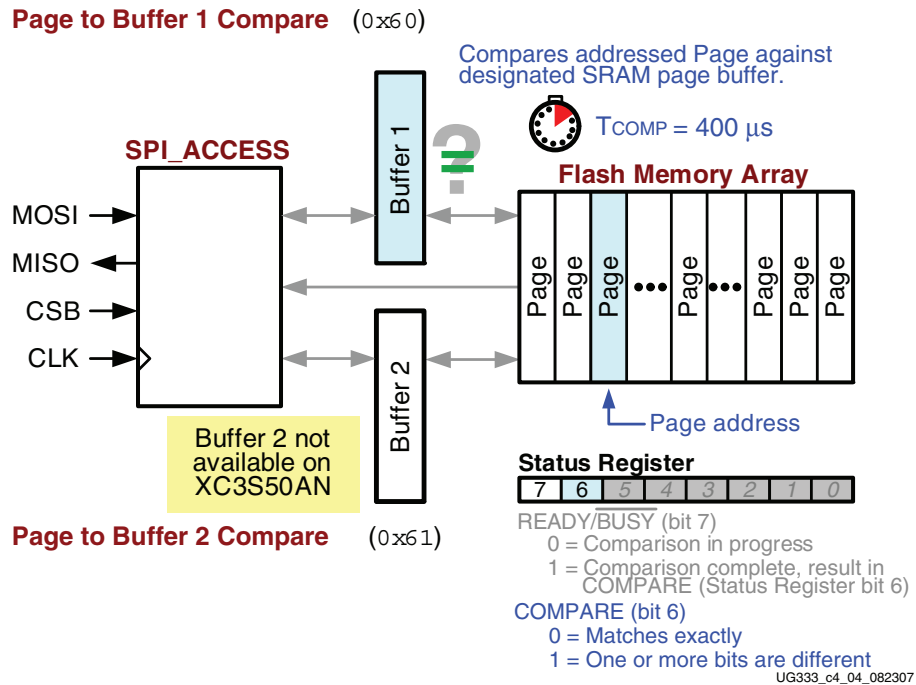 Page to Buffer 1 Compare (0x60)
Compares addressed Page against
designated SRAM page buffer.
TCOMP = 400 µs
SPI_ACCESS
Buffer 1
?
=
Flash Memory Array
MOSI
MISO
CSB
CLK
Page
Page
Page
•••
Page
•••
Page
Page
Page
Buffer 2
Page address
Buffer 2 not
available on
XC3S50AN
Status Register
7 6 5 4 3 2 1 0
READY/BUSY (bit 7)
0 = Comparison in progress
1 = Comparison complete, result in
COMPARE (Status Register bit 6)
Page to Buffer 2 Compare (0x61)
COMPARE (bit 6)
0 = Matches exactly
1 = One or more bits are different
UG333_c4_04_082307